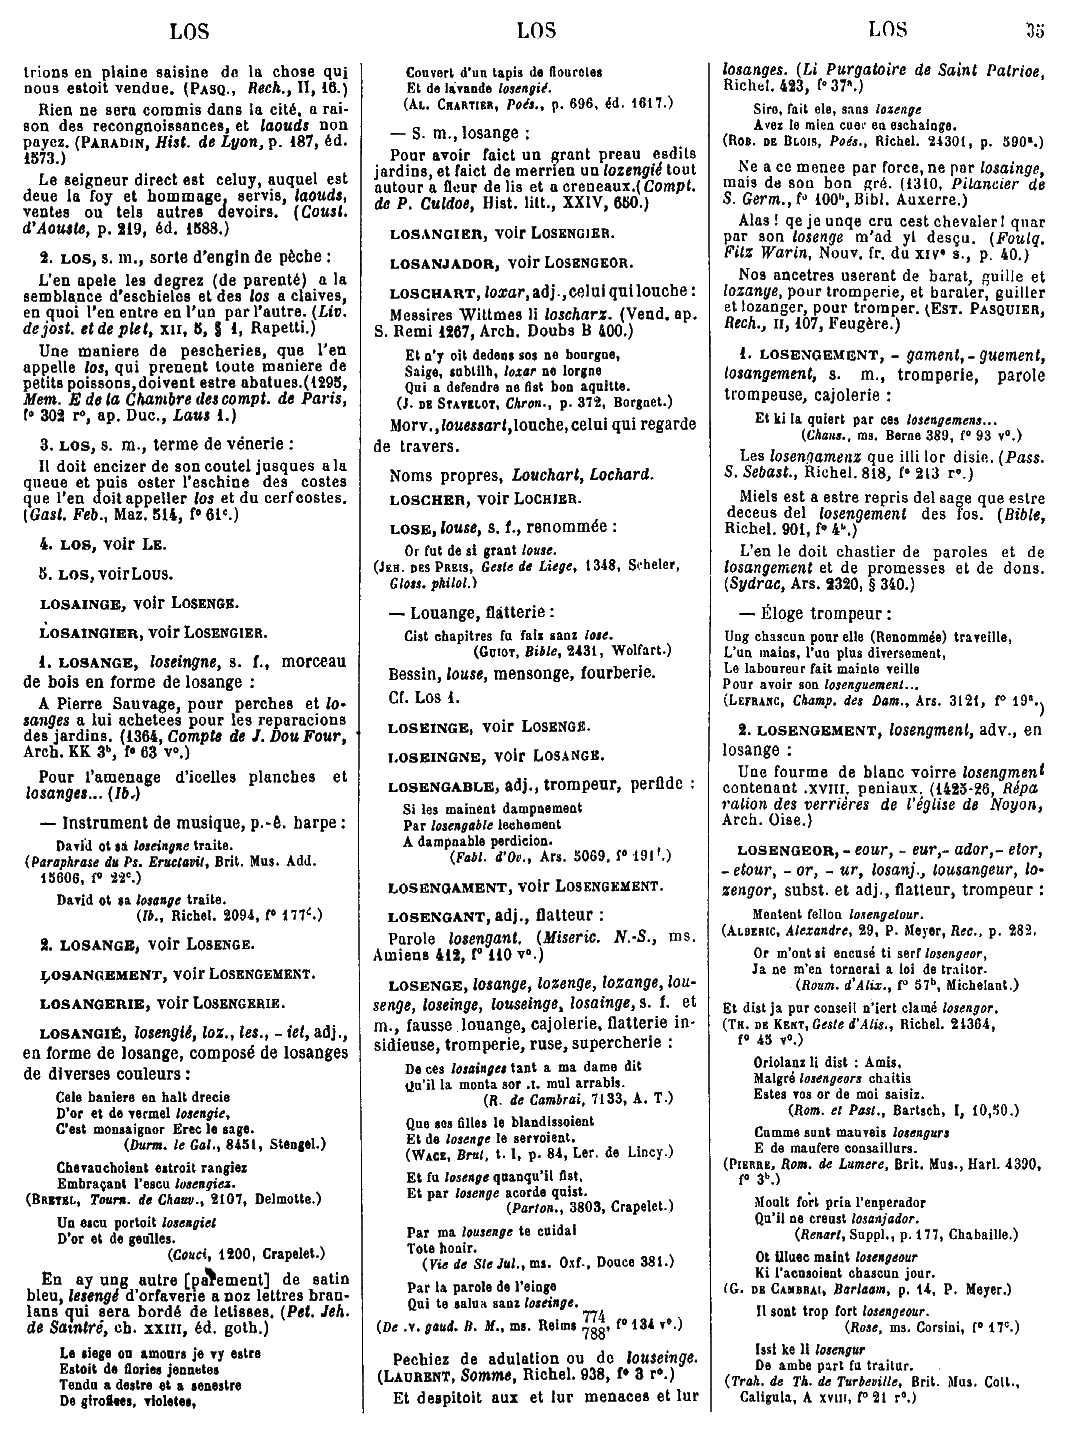 LOS
LOS
LOS
35
trions en plaine saisine de la chose qui
nous estoit vendue. (PASQ., Rech., II, 16.)
Rien ne sera commis dans la cité, a rai-
son des recongnoissances, et laouds non
payez. (PARADIN, Hist. de Lyon, p. 187, éd.
1573.)
Le seigneur direct est celuy, auquel est
deue la foy et hommage, servis, laouds,
ventes ou tels autres devoirs. (Coust.
d'Aouste, p. 219, éd. 1588.)
2. LOS, s. m., sorte d'engin de pêche :
L'en apele les degrez (de parenté) a la
semblance d'eschieles et des los a claives,
en quoi l'en entre en l'un par l'autre. (Liv.
de jost. et de plet, XII, 5, § 1, Rapetti.)
Une maniere de pescheries, que l'en
appelle los, qui prenent toute maniere de
petits poissons, doivent estre abatues.(1295,
Mem. E de la Chambre des compt. de Paris,
fº 302 rº, ap. Duc., Laus 1.)
3. LOS, s. m., terme de vénerie :
Il doit encizer de son coutel jusques a la
queue et puis oster l'eschine des costes
que l'en doit appeller los et du cerf costes.
(Gast. Feb., Maz. 514, fº 61ᶜ.)
4. LOS, voir LE.
5. LOS, voir LOUS.
LOSAINGE, voir LOSENGE.
LOSAINGIER, voir LOSENGIER.
1. LOSANGE, loseingne, s. f., morceau
de bois en forme de losange :
A Pierre Sauvage, pour perches et lo-
sanges a lui achetees pour les reparacions
des jardins. (1364, Compte de J. Dou Four,
Arch. KK 3ᵇ, fº 63 vº.)
Pour l'amenage d'icelles planches et
losanges... (Ib.)
— Instrument de musique, p.-ê. harpe :
David ot sa loseingne traite.
(Paraphrase du Ps. Eructavit, Brit. Mus. Add.
15606, fº 22ᶜ.)
David ot sa losange traite.
(Ib., Richel. 2094, fº 177ᵈ.)
2. LOSANGE, voir LOSENGE.
LOSANGEMENT, voir LOSENGEMENT.
LOSANGERIE, voir LOSENGERIE.
LOSANGIÉ, losengié, loz., les., - iet, adj.,
en forme de losange, composé de losanges
de diverses couleurs :
Cele baniere en halt drecie
D'or et de vermel losengie,
C'est monsaignor Erec le sage.
(Durm. le Gal., 8451, Stengel.)
Chevauchoient estroit rangiez
Embraçant l'escu losengiez.
(BRETEL, Tourn. de Chauv., 2107, Delmotte.)
Un escu portoit losengiet
D'or et de geulles.
(Couci, 1200, Crapelet.)
En ay ung autre [parement] de satin
bleu, lesengé d'orfaverie a noz lettres bran-
lans qui sera bordé de letisses. (Pet. Jeh.
de Saintré, ch. XXIII, éd. goth.)
Le siege ou amours je vy estre
Estoit de flories jennetes
Tendu a destre et a senestre
De giroflees, violetes,
Couvert d'un tapis de flouretes
Et de lavande losengié.
(AL. CHARTIER, Poés., p. 696, éd. 1617.)
— S. m., losange :
Pour avoir faict un grant preau esdits
jardins, et faict de merrien un lozengié tout
autour a fleur de lis et a creneaux.(Compt.
de P. Culdoe, Hist. litt., XXIV, 650.)
LOSANGIER, voir LOSENGIER.
LOSANJADOR, voir LOSENGEOR.
LOSCHART, loxar, adj., celui qui louche :
Messires Wittmes li loscharz. (Vend. ap.
S. Remi 1267, Arch. Doubs B 400.)
Et n'y oit dedens sos ne bourgne,
Saige, subtilh, loxar ne lorgne
Qui a defendre ne fist bon aquitte.
(J. DE STAVELOT, Chron., p. 372, Borgnet.)
Morv., louessart, louche, celui qui regarde
de travers.
Noms propres, Louchart, Lochard.
LOSCHER, voir LOCHIER.
LOSE, louse, s. f., renommée :
Or fut de si grant louse.
(JEH. DES PREIS, Geste de Liege, 1348, Scheler,
Gloss. philol.)
— Louange, flatterie :
Cist chapitres fu faiz sanz lose.
(GUIOT, Bible, 2431, Wolfart.)
Bessin, louse, mensonge, fourberie.
Cf. LOS 1.
LOSEINGE, voir LOSENGE.
LOSEINGNE, voir LOSANGE.
LOSENGABLE, adj., trompeur, perfide :
Si les mainent dampnement
Par losengable lechement
A dampnable perdicion.
(Fabl. d'Ov., Ars. 5069, fº 191ᶠ.)
LOSENGAMENT, voir LOSENGEMENT.
LOSENGANT, adj., flatteur :
Parole losengant. (Miseric. N.-S., ms.
Amiens 412, fº 110 vº.)
LOSENGE, losange, lozenge, lozange, lou-
senge, loseinge, louseinge, losainge, s. f. et
m., fausse louange, cajolerie, flatterie in-
sidieuse, tromperie, ruse, supercherie :
De ces losainges tant a ma dame dit
Qu'il la monta sor .I. mul arrabis.
(R. de Cambrai, 7133, A. T.)
Que ses filles le blandissoient
Et de losenge le servoient.
(WACE, Brut, t. I, p. 84, Ler. de Lincy.)
Et fu losenge quanqu'il fist,
Et par losenge acorde quist.
(Parton., 3803, Crapelet.)
Par ma lousenge te cuidai
Tote honir.
(Vie de Ste Jul., ms. Oxf., Douce 381.)
Par la parole de l'einge
Qui te salua sanz loseinge.
(De .v. gaud. B. M., ms. Reims 774/788, fº 134 vº.)
Pechiez de adulation ou de louseinge.
(LAURENT, Somme, Richel. 938, fº 3 rº.)
Et despitoit aux et lur menaces et lur
losanges. (Li Purgatoire de Saint Patrice,
Richel. 423, fº 37ᵃ.)
Sire, fait ele, sans lozenge
Avez le mien cuer en eschainge.
(ROB. DE BLOIS, Poés., Richel. 24301, p. 590ᵃ.)
Ne a ce menee par force, ne par losainge,
mais de son bon gré. (1310, Pitancier de
S. Germ., fº 100ᵇ, Bibl. Auxerre.)
Alas ! qe je unqe cru cest chevaler ! quar
par son losenge m'ad yl desçu. (Foulq.
Fitz Warin, Nouv. fr. du XIVᵉ s., p. 40.)
Nos ancetres userent de barat, guille et
lozange, pour tromperie, et barater, guiller
et lozanger, pour tromper. (EST. PASQUIER,
Rech., II, 107, Feugère.)
1. LOSENGEMENT, - gament, - guement,
losangement, s. m., tromperie, parole
trompeuse, cajolerie :
Et ki la quiert par ces losengemens...
(Chans., ms. Berne 389, fº 93 vº.)
Les losengamenz que illi lor disie. (Pass.
S. Sebast., Richel. 818, fº 213 rº.)
Miels est a estre repris del sage que estre
deceus del losengement des fos. (Bible,
Richel. 901, fº 4ᵇ.)
L'en le doit chastier de paroles et de
losangement et de promesses et de dons.
(Sydrac, Ars. 2320, § 340.)
— Éloge trompeur :
Ung chascun pour elle (Renommée) traveille,
L'un mains, l'un plus diversement,
Le laboureur fait mainte veille
Pour avoir son losenguement...
(LEFRANC, Champ. des Dam., Ars. 3121, fº 19ᵃ.)
2. LOSENGEMENT, losengment, adv., en
losange :
Une fourme de blanc voirre losengment
contenant .XVIII. peniaux. (1425-26, Répa
ration des verrières de l'église de Noyon,
Arch. Oise.)
LOSENGEOR, - eour, - eur,- ador,- etor,
- etour, - or, - ur, losanj., lousangeur, lo-
zengor, subst. et adj., flatteur, trompeur :
Mentent fellon losengetour.
(ALBERIC, Alexandre, 29, P. Meyer, Rec., p. 282.
Or m'ont si encusé ti serf losengeor,
Ja ne m'en tornerai a loi de traitor.
(Roum. d'Alix., fº 57ᵇ, Michelant.)
Et dist ja pur conseil n'iert clamé losengor.
(TH. DE KENT, Geste d'Alis., Richel. 24364,
fº 45 vº.)
Oriolanz li dist : Amis,
Malgré losengeors chaitis
Estes vos or de moi saisiz.
(Rom. et Past., Bartsch, I, 10,50.)
Cumme sunt mauveis losengurs
E de maufere consaillurs.
(PIERRE, Rom. de Lumere, Brit. Mus., Harl. 4390,
fº 3ᵇ.)
Moult fort pria l'enperador
Qu'il ne creust losanjador.
(Renart, Suppl., p. 177, Chabaille.)
Ot illuec maint losengeour
Ki l'acusoient chascun jour.
(G. DE CAMBRAI, Barlaam, p. 14, P. Meyer.)
Il sont trop fort losengeour.
(Rose, ms. Corsini, fº 17ᶜ.)
Issi ke li losengur
De ambe part fu traitur.
(Trah. de Th. de Turbeville, Brit. Mus. Cott.,
Caligula, A XVIII, fº 21 rº.)